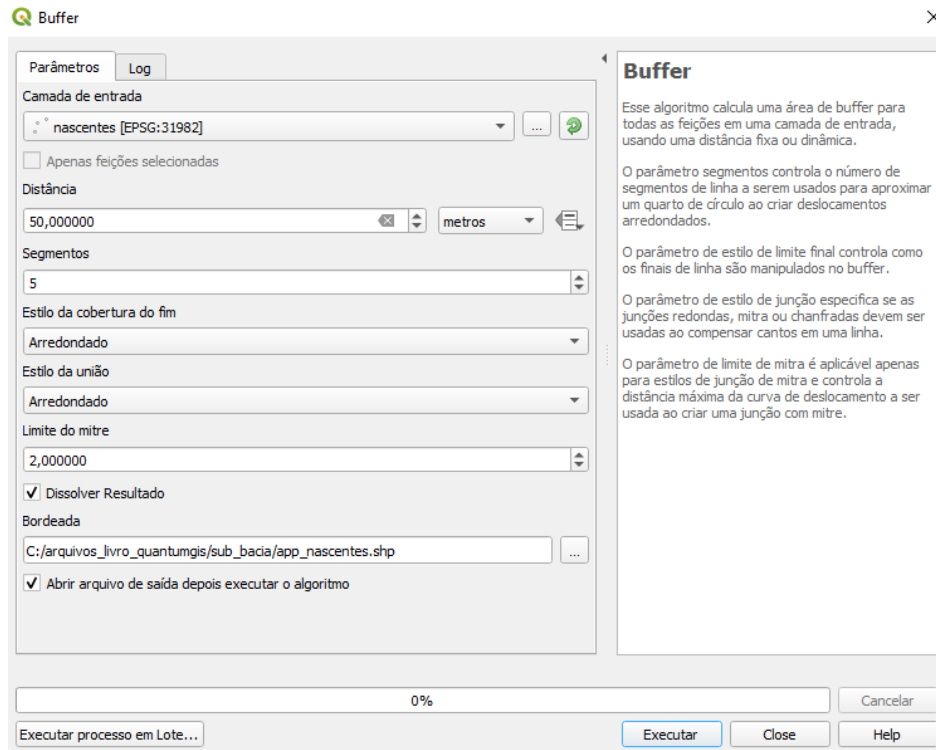 Buffer
Parâmetros
Log
Camada de entrada
nascentes [EPSG:31982]
...
Apenas feições selecionadas
Distância
50,000000
metros
Segmentos
5
Estilo da cobertura do fim
Arredondado
Estilo da união
Arredondado
Limite do mitre
2,000000
Dissolver Resultado
Bordeada
C:/arquivos_livro_quantumgis/sub_bacia/app_nascentes.shp
...
Abrir arquivo de saída depois executar o algoritmo
Buffer
Esse algoritmo calcula uma área de buffer para
todas as feições em uma camada de entrada,
usando uma distância fixa ou dinâmica.
O parâmetro segmentos controla o número de
segmentos de linha a serem usados para aproximar
um quarto de círculo ao criar deslocamentos
arredondados.
O parâmetro de estilo de limite final controla como
os finais de linha são manipulados no buffer.
O parâmetro de estilo de junção especifica se as
junções redondas, mitra ou chanfradas devem ser
usadas ao compensar cantos em uma linha.
O parâmetro de limite de mitra é aplicável apenas
para estilos de junção de mitra e controla a
distância máxima da curva de deslocamento a ser
usada ao criar uma junção com mitre.
0%
Cancelar
Executar processo em Lote...
Executar
Close
Help